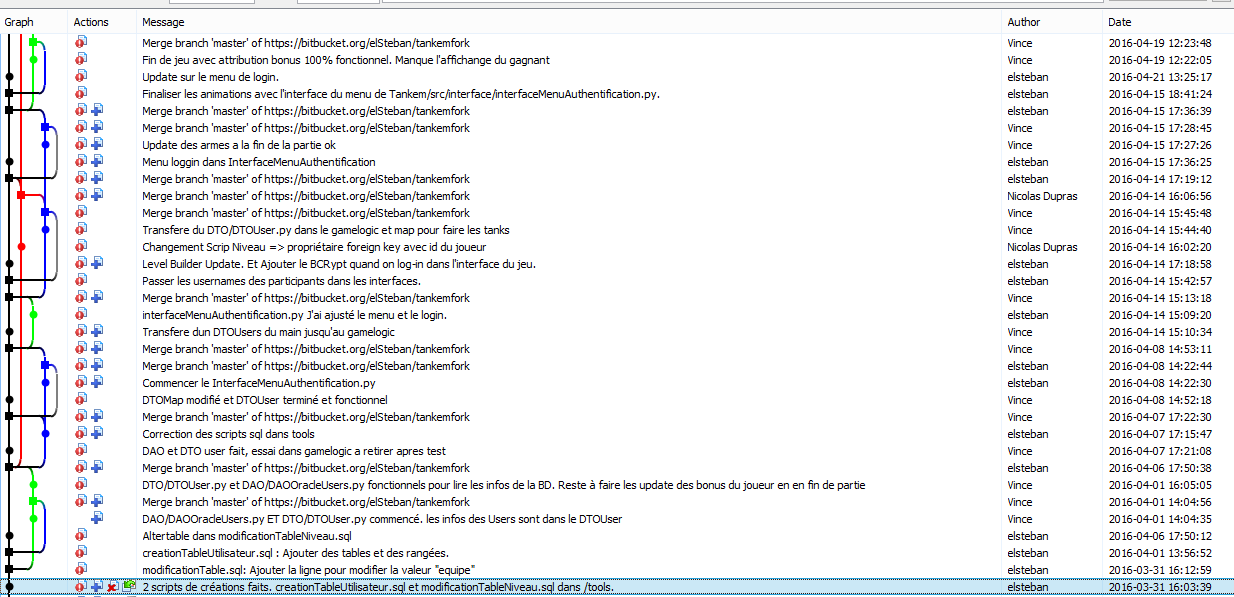 Graph Actions Message Author Date
Merge branch 'master' of https://bitbucket.org/elSteban/tankemfork Vince 2016-04-19 12:23:48
Fin de jeu avec attribution bonus 100% fonctionnel. Manque l'affichange du gagnant Vince 2016-04-19 12:22:05
Update sur le menu de login. elsteban 2016-04-21 13:25:17
Finaliser les animations avec l'interface du menu de Tankem/src/interface/interfaceMenuAuthentification.py. elsteban 2016-04-15 18:41:24
Merge branch 'master' of https://bitbucket.org/elSteban/tankemfork elsteban 2016-04-15 17:36:39
Merge branch 'master' of https://bitbucket.org/elSteban/tankemfork Vince 2016-04-15 17:28:45
Update des armes a la fin de la partie ok Vince 2016-04-15 17:27:26
Menu loggin dans InterfaceMenuAuthentification elsteban 2016-04-15 17:36:25
Merge branch 'master' of https://bitbucket.org/elSteban/tankemfork elsteban 2016-04-14 17:19:12
Merge branch 'master' of https://bitbucket.org/elSteban/tankemfork Nicolas Dupras 2016-04-14 16:06:56
Merge branch 'master' of https://bitbucket.org/elSteban/tankemfork Vince 2016-04-14 15:45:48
Transfere du DTO/DTOUser.py dans le gamelogic et map pour faire les tanks Vince 2016-04-14 15:44:40
Changement Scrip Niveau => propriétaire foreign key avec id du joueur Nicolas Dupras 2016-04-14 16:02:20
Level Builder Update. Et Ajouter le BCRypt quand on log-in dans l'interface du jeu. elsteban 2016-04-14 17:18:58
Passer les usernames des participants dans les interfaces. elsteban 2016-04-14 15:42:57
Merge branch 'master' of https://bitbucket.org/elSteban/tankemfork Vince 2016-04-14 15:13:18
interfaceMenuAuthentification.py J'ai ajusté le menu et le login. elsteban 2016-04-14 15:09:20
Transfere dun DTOUsers du main jusqu'au gamelogic Vince 2016-04-14 15:10:34
Merge branch 'master' of https://bitbucket.org/elSteban/tankemfork Vince 2016-04-08 14:53:11
Merge branch 'master' of https://bitbucket.org/elSteban/tankemfork elsteban 2016-04-08 14:22:44
Commencer le InterfaceMenuAuthentification.py elsteban 2016-04-08 14:22:30
DTOMap modifié et DTOUser terminé et fonctionnel Vince 2016-04-08 14:52:18
Merge branch 'master' of https://bitbucket.org/elSteban/tankemfork Vince 2016-04-07 17:22:30
Correction des scripts sql dans tools elsteban 2016-04-07 17:15:47
DAO et DTO user fait, essai dans gamelogic a retirer apres test Vince 2016-04-07 17:21:08
Merge branch 'master' of https://bitbucket.org/elSteban/tankemfork elsteban 2016-04-06 17:50:38
DTO/DTOUser.py et DAO/DAOOracleUsers.py fonctionnels pour lire les infos de la BD. Reste à faire les update des bonus du joueur en en fin de partie Vince 2016-04-01 16:05:05
Merge branch 'master' of https://bitbucket.org/elSteban/tankemfork Vince 2016-04-01 14:04:56
DAO/DAOOracleUsers.py ET DTO/DTOUser.py commencé. les infos des Users sont dans le DTOUser Vince 2016-04-01 14:04:35
Altertable dans modificationTableNiveau.sql elsteban 2016-04-06 17:50:12
creationTableUtilisateur.sql : Ajouter des tables et des rangées. elsteban 2016-04-01 13:56:52
modificationTable.sql: Ajouter la ligne pour modifier la valeur "equipe" elsteban 2016-03-31 16:12:59
2 scripts de créations faits. creationTableUtilisateur.sql et modificationTableNiveau.sql dans /tools. elsteban 2016-03-31 16:03:39